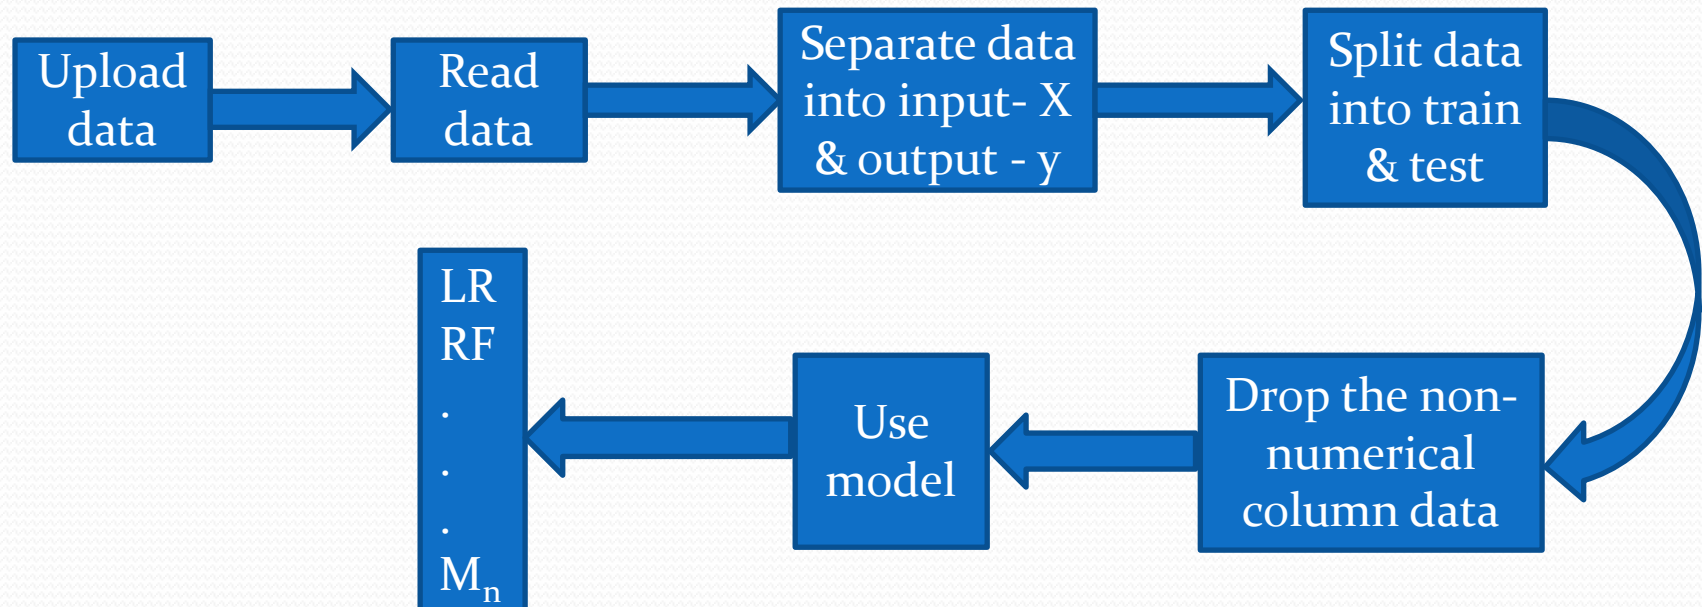 Upload
data
Read
data
Separate data
into input- X
& output - y
Split data
into train
& test
Drop the non-
numerical
column data
Use
model
LR
RF
.
.
.
Mₙ